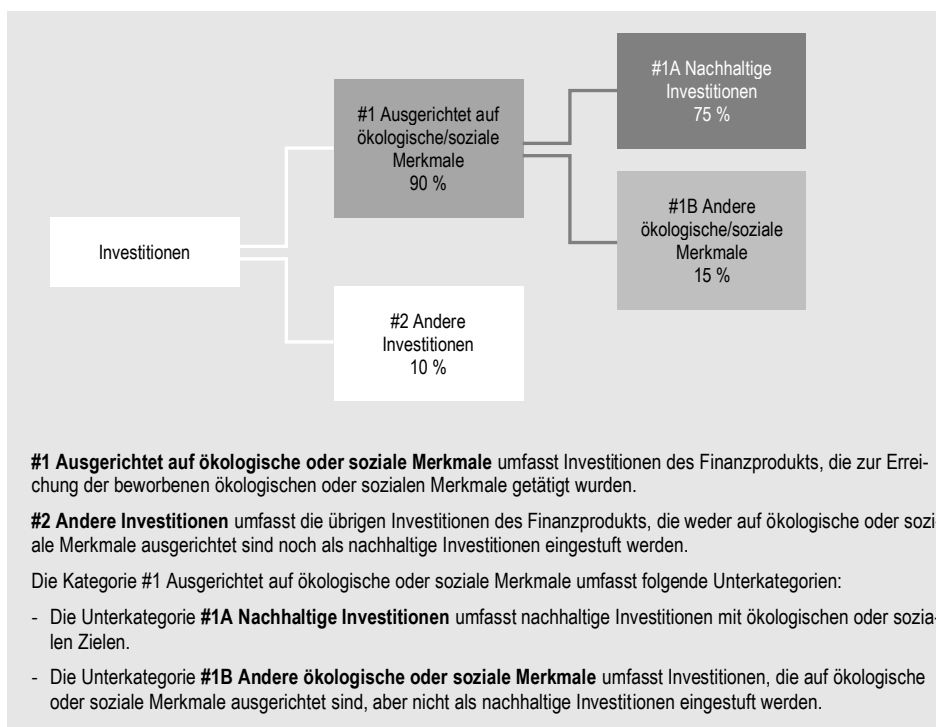 #1A Nachhaltige
Investitionen
75 %
#1 Ausgerichtet auf
ökologische/soziale
Merkmale
90 %
#1B Andere
ökologische/soziale
Merkmale
15 %
Investitionen
#2 Andere
Investitionen
10 %
#1 Ausgerichtet auf ökologische oder soziale Merkmale umfasst Investitionen des Finanzprodukts, die zur Errei-
chung der beworbenen ökologischen oder sozialen Merkmale getätigt wurden.
#2 Andere Investitionen umfasst die übrigen Investitionen des Finanzprodukts, die weder auf ökologische oder sozi-
ale Merkmale ausgerichtet sind noch als nachhaltige Investitionen eingestuft werden.
Die Kategorie #1 Ausgerichtet auf ökologische oder soziale Merkmale umfasst folgende Unterkategorien:
- Die Unterkategorie #1A Nachhaltige Investitionen umfasst nachhaltige Investitionen mit ökologischen oder sozia-
len Zielen.
- Die Unterkategorie #1B Andere ökologische oder soziale Merkmale umfasst Investitionen, die auf ökologische
oder soziale Merkmale ausgerichtet sind, aber nicht als nachhaltige Investitionen eingestuft werden.